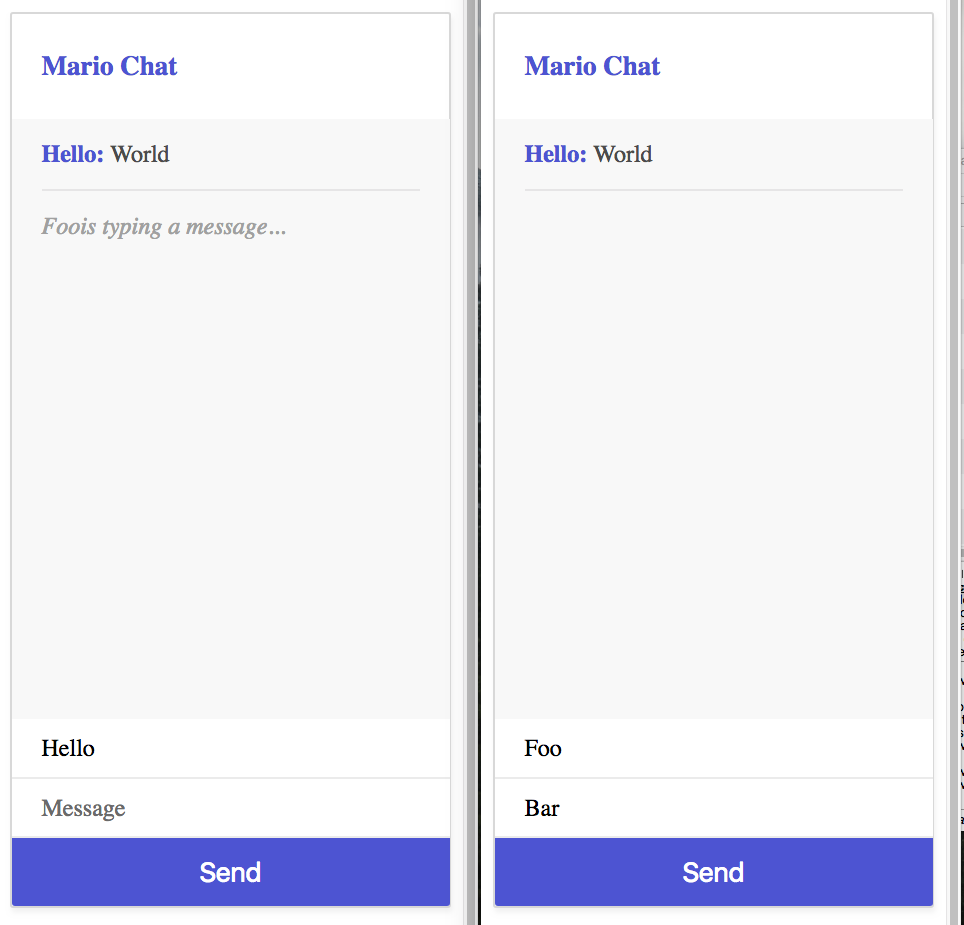 Mario Chat
Hello: World
Foois typing a message...
Hello
Message
Send
Mario Chat
Hello: World
Foo
Bar
Send